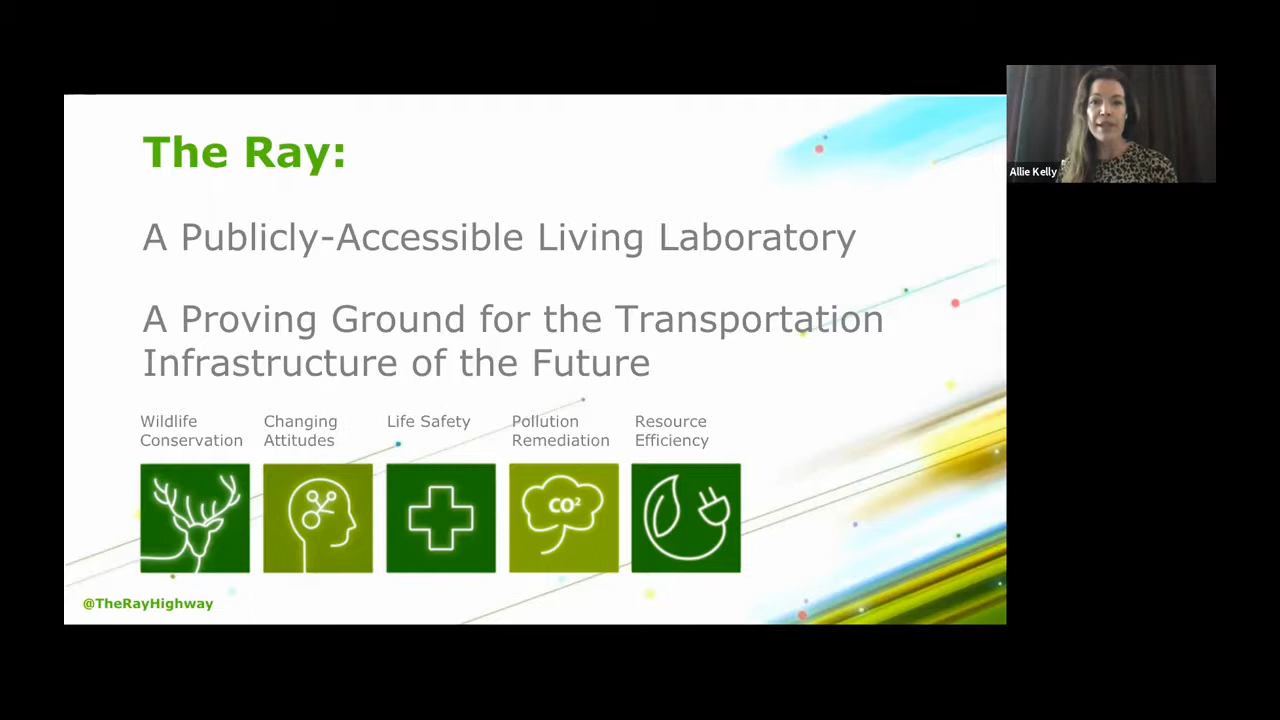 The Ray:
A Publicly-Accessible Living Laboratory
A Proving Ground for the Transportation
Infrastructure of the Future
Wildlife
Conservation
Changing
Attitudes
Life Safety
Pollution
Remediation
Resource
Efficiency
CO²
@TheRayHighway
Allie Kelly